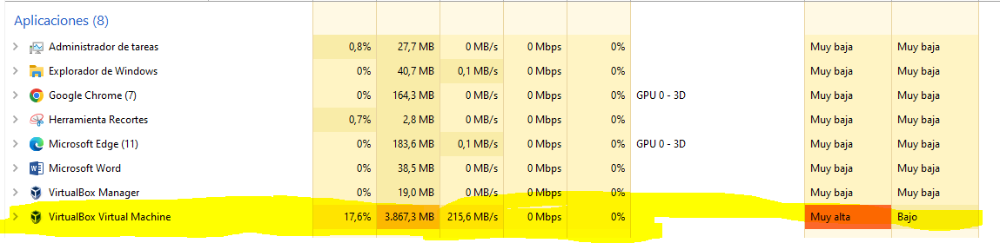 Aplicaciones (8)
Administrador de tareas 0,8% 27,7 MB 0 MB/s 0 Mbps 0% Muy baja Muy baja
Explorador de Windows 0% 40,7 MB 0,1 MB/s 0 Mbps 0% Muy baja Muy baja
Google Chrome (7) 0% 164,3 MB 0 MB/s 0 Mbps 0% GPU 0 - 3D Muy baja Muy baja
Herramienta Recortes 0,7% 2,8 MB 0 MB/s 0 Mbps 0% Muy baja Muy baja
Microsoft Edge (11) 0% 183,6 MB 0,1 MB/s 0 Mbps 0% GPU 0 - 3D Muy baja Muy baja
Microsoft Word 0% 38,5 MB 0 MB/s 0 Mbps 0% Muy baja Muy baja
VirtualBox Manager 0% 19,0 MB 0 MB/s 0 Mbps 0% Muy baja Muy baja
VirtualBox Virtual Machine 17,6% 3.867,3 MB 215,6 MB/s 0 Mbps 0% Muy alta Bajo